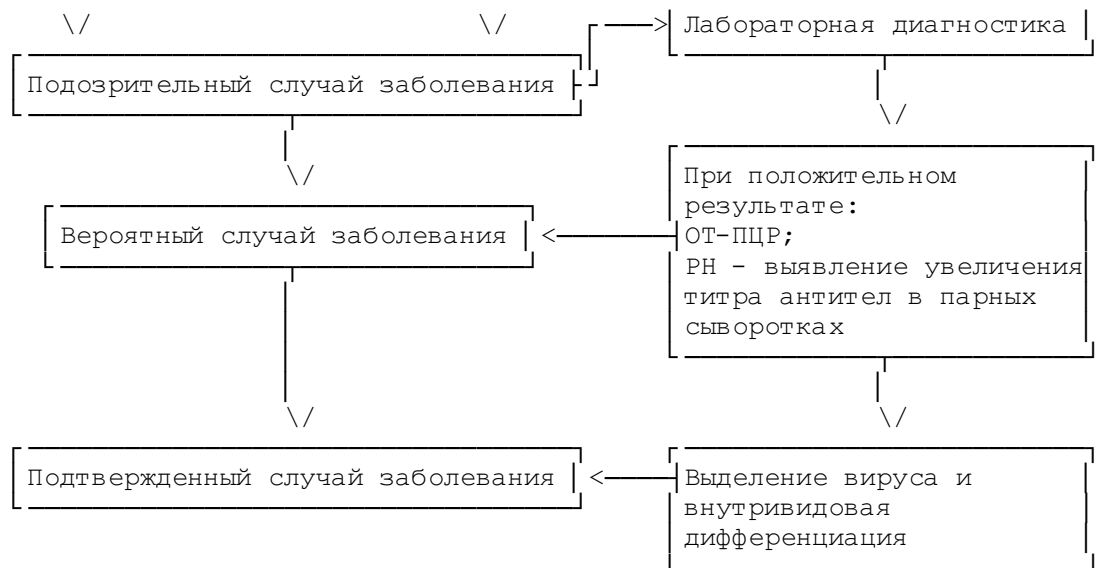 Лабораторная диагностика
Подозрительный случай заболевания
При положительном
результате:
Вероятный случай заболевания
ОТ-ПЦР;
РН - выявление увеличения
титра антител в парных
сыворотках
Подтвержденный случай заболевания
Выделение вируса и
внутривидовая
дифференциация